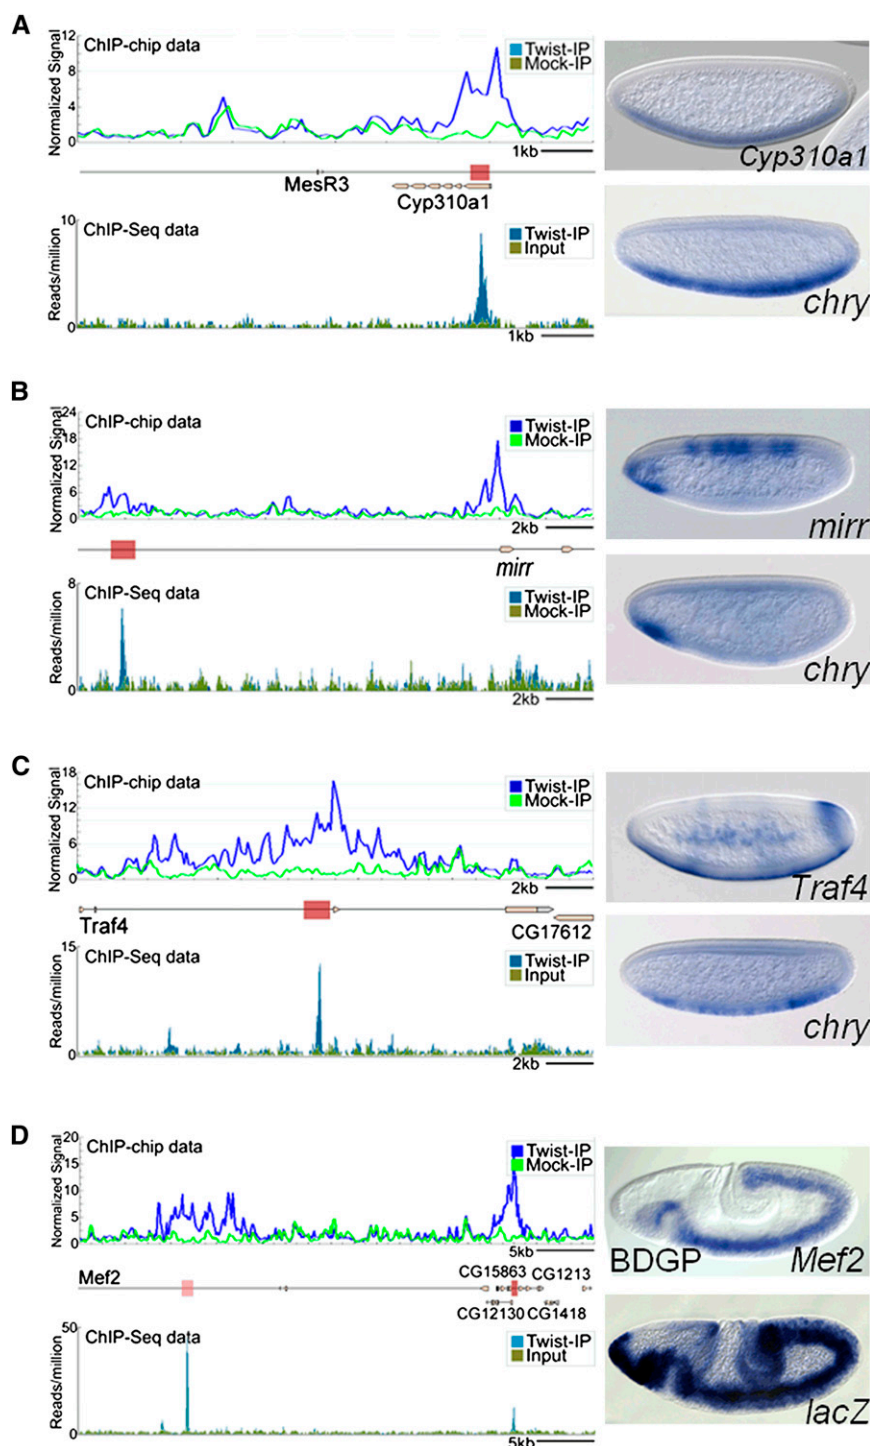 A
ChIP-chip data
Twist-IP
Mock-IP
Normalized Signal
12
8
4
0
1kb
MesR3
Cyp310a1
ChIP-Seq data
Twist-IP
Input
Reads/million
10
0
1kb
Cyp310a1
chry
B
ChIP-chip data
Twist-IP
Mock-IP
Normalized Signal
24
18
12
6
0
2kb
mirr
ChIP-Seq data
Twist-IP
Mock-IP
Reads/million
8
0
2kb
mirr
chry
C
ChIP-chip data
Twist-IP
Mock-IP
Normalized Signal
18
12
6
0
2kb
Traf4
CG17612
ChIP-Seq data
Twist-IP
Input
Reads/million
15
0
2kb
Traf4
chry
D
ChIP-chip data
Twist-IP
Mock-IP
Normalized Signal
20
15
10
5
0
5kb
Mef2
CG15863 CG1213
CG12130 CG1418
ChIP-Seq data
Twist-IP
Input
Reads/million
50
0
5kb
BDGP
Mef2
lacZ